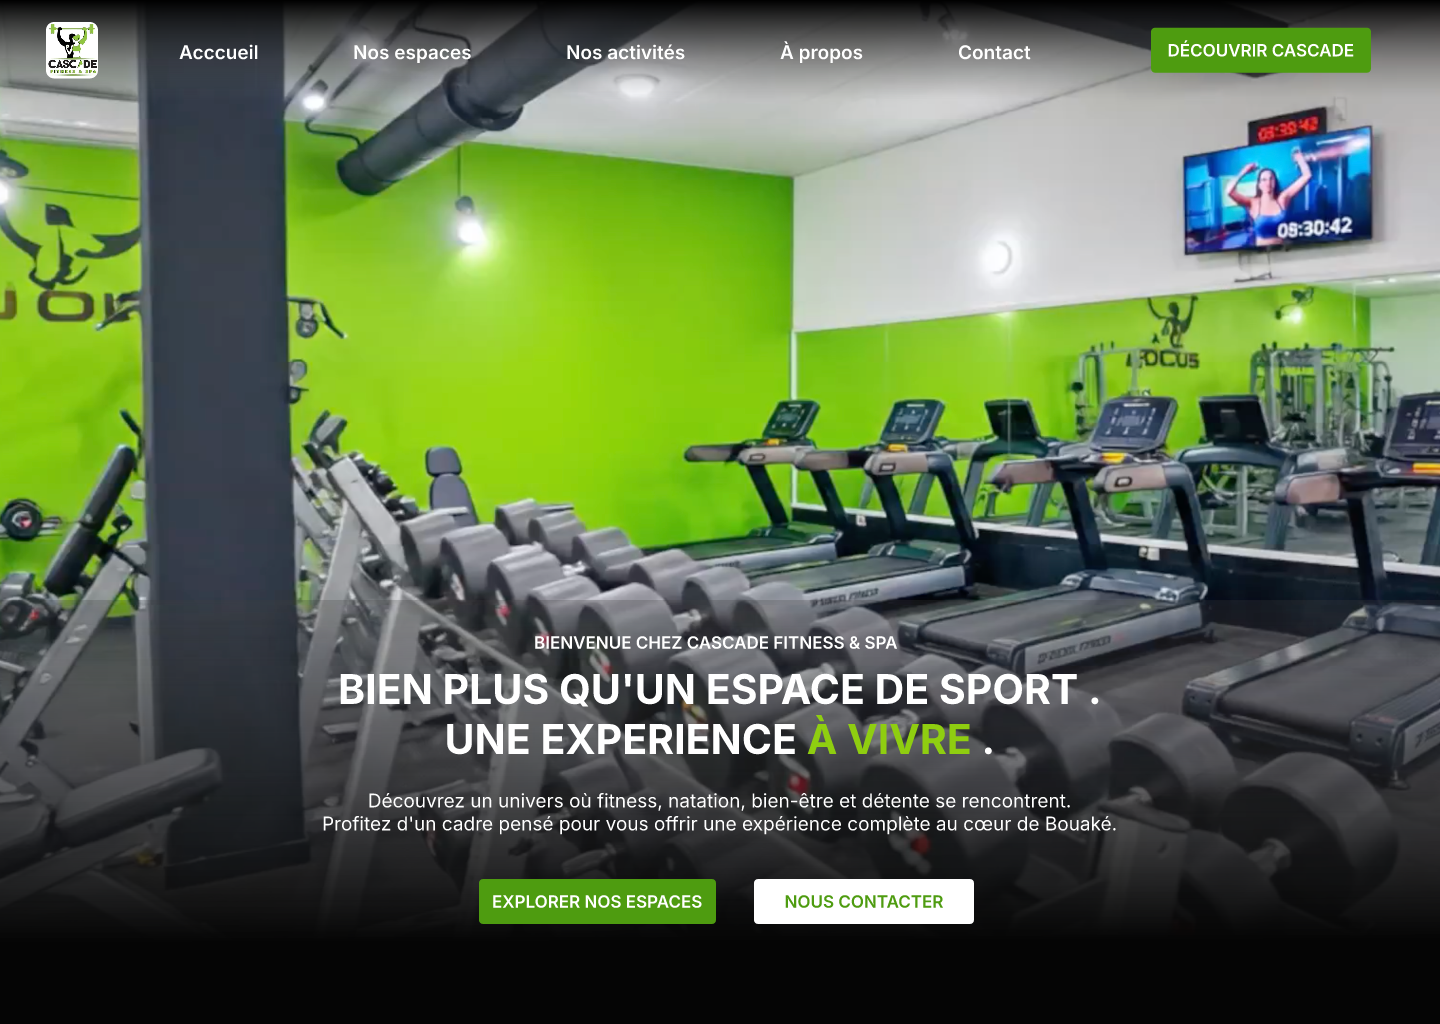 CASCADE
FITNESS & SPA
Acccueil
Nos espaces
Nos activités
À propos
Contact
DÉCOUVRIR CASCADE
08:30:42
08:30:42
FOCUS
BIENVENUE CHEZ CASCADE FITNESS & SPA
BIEN PLUS QU'UN ESPACE DE SPORT .
UNE EXPERIENCE À VIVRE .
Découvrez un univers où fitness, natation, bien-être et détente se rencontrent.
Profitez d'un cadre pensé pour vous offrir une expérience complète au cœur de Bouaké.
EXPLORER NOS ESPACES
NOUS CONTACTER